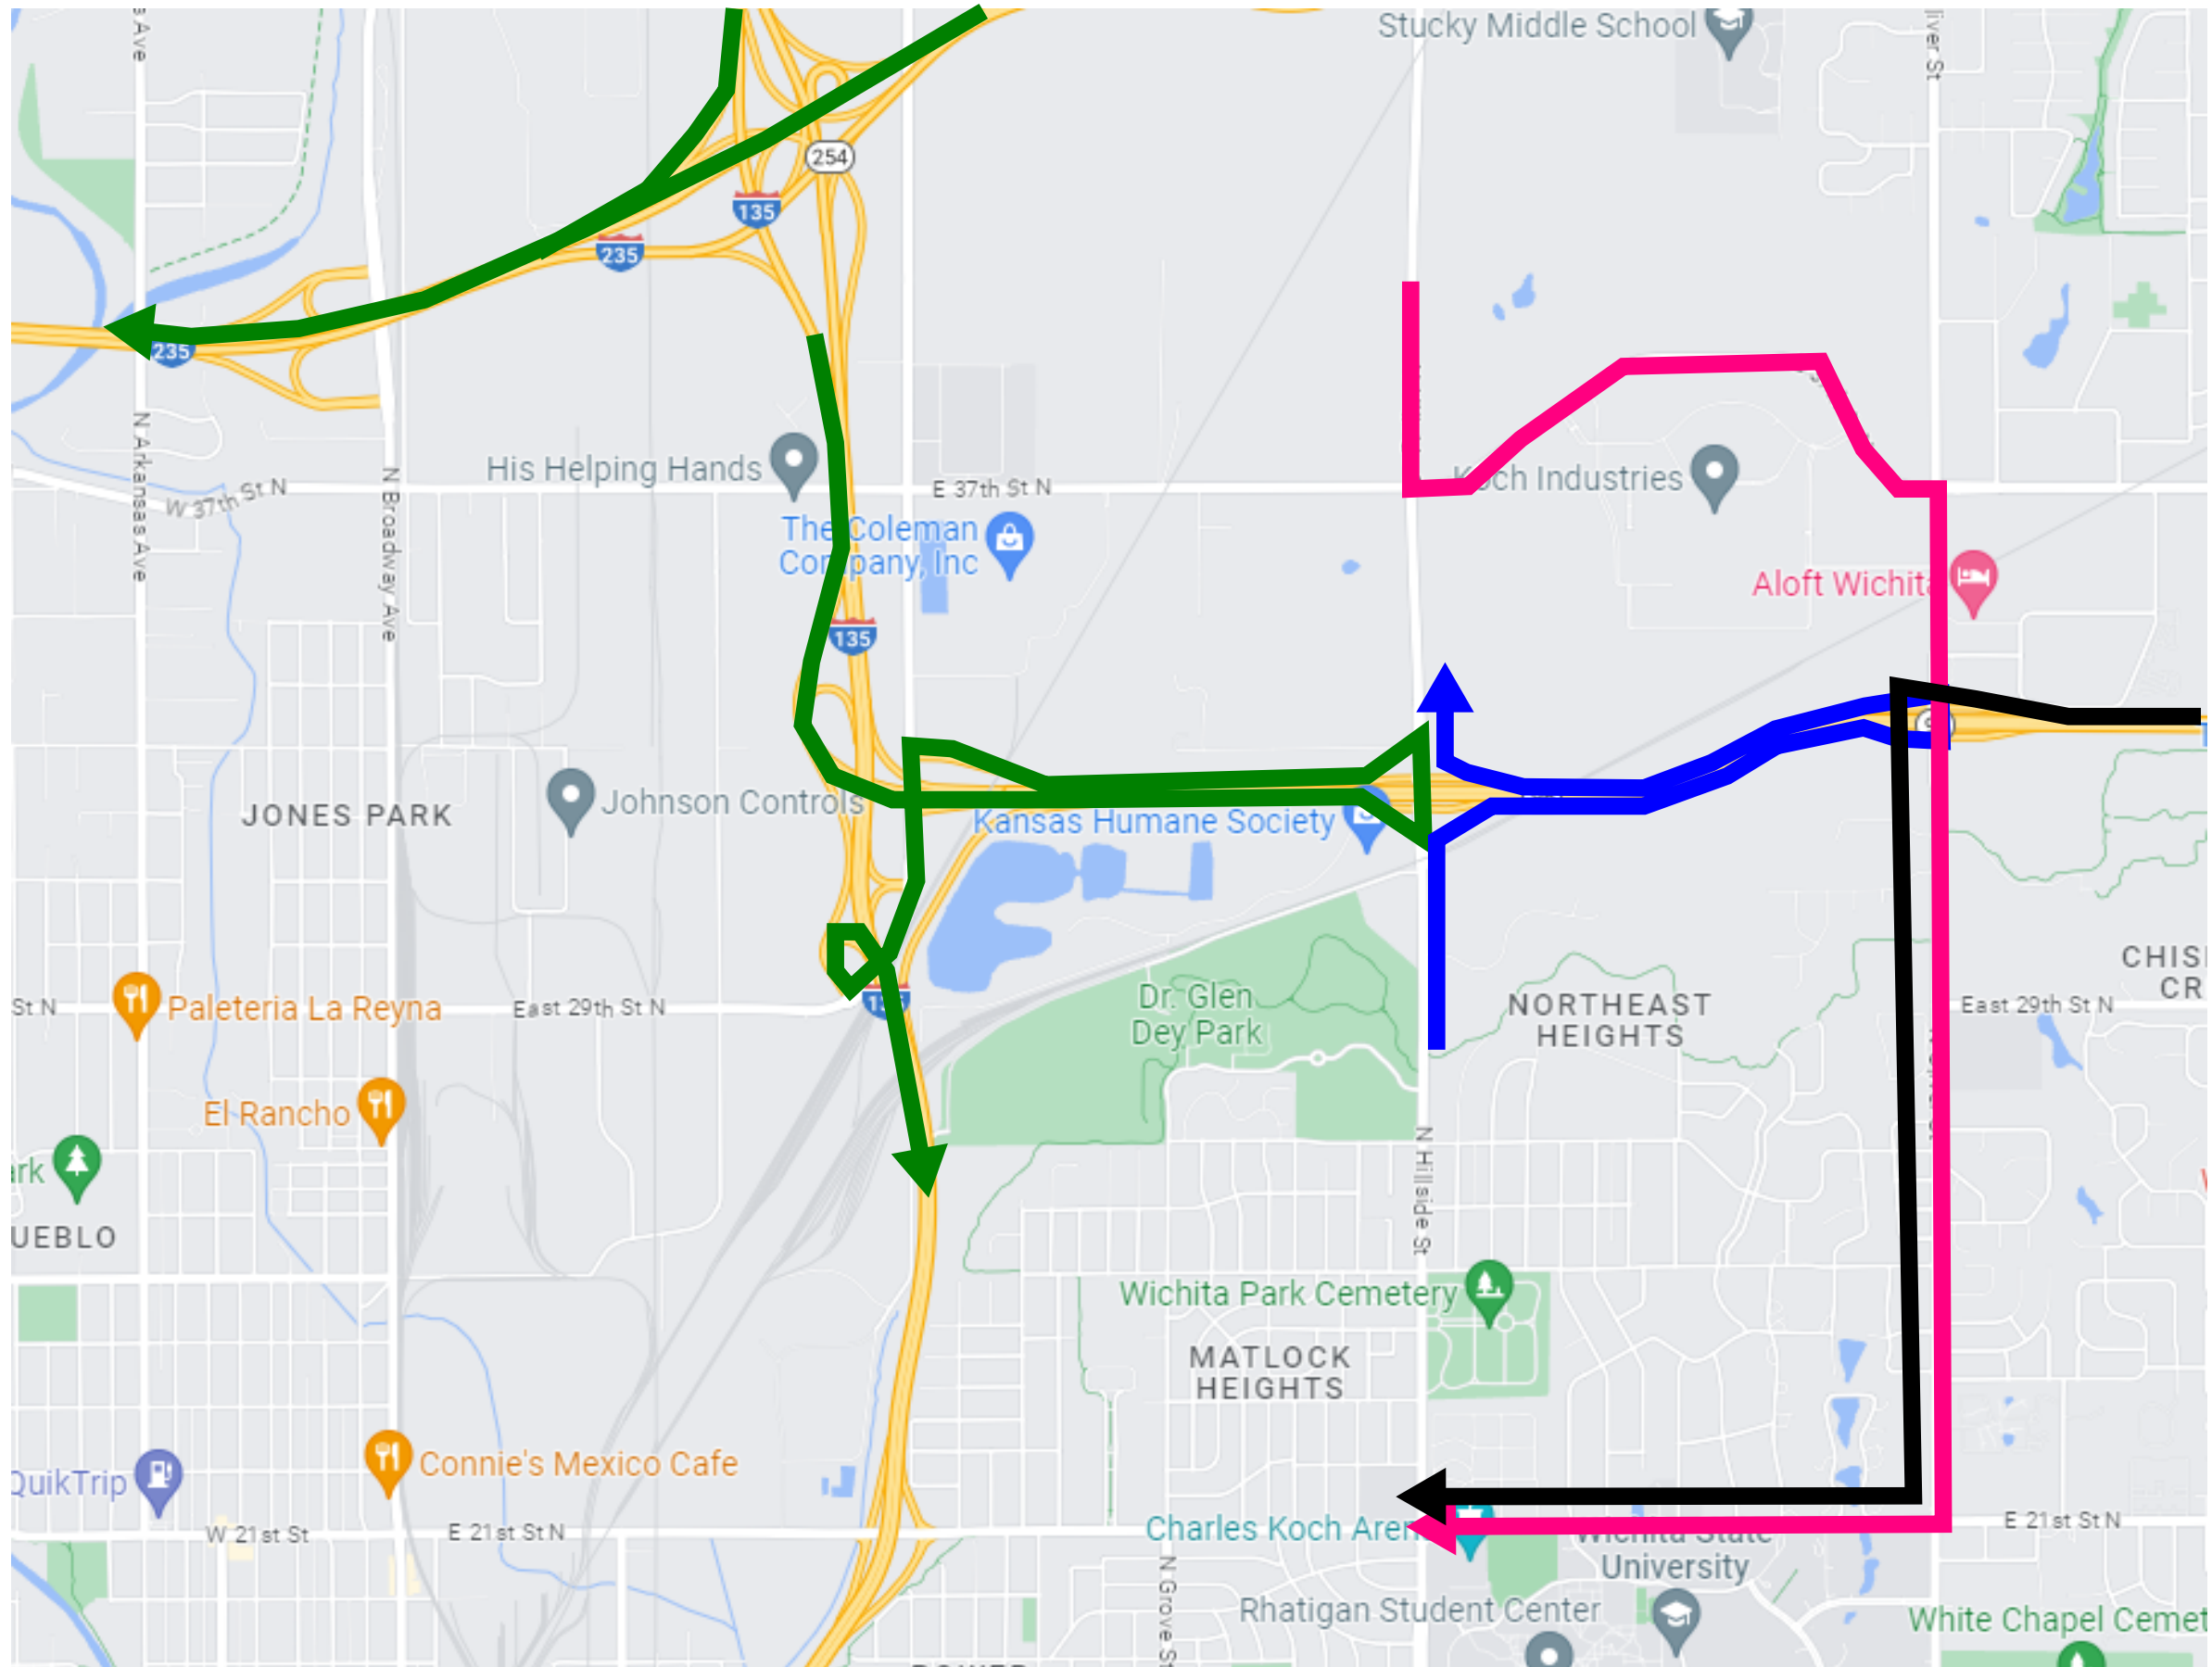 Stucky Middle School
254
135
235
235
N Arkansas Ave
N Broadway Ave
His Helping Hands
W 37th St N
E 37th St N
Koch Industries
The Coleman
Company, Inc
Aloft Wichita
135
JONES PARK
Johnson Controls
Kansas Humane Society
Paleteria La Reyna
St N
East 29th St N
Dr. Glen
Dey Park
NORTHEAST
HEIGHTS
East 29th St N
El Rancho
N Hillside St
UEBLO
Wichita Park Cemetery
MATLOCK
HEIGHTS
Connie's Mexico Cafe
QuikTrip
W 21st St
E 21st St N
Charles Koch Aren
Wichita State
University
E 21st St N
N Grove St
Rhatigan Student Center
White Chapel Cemet